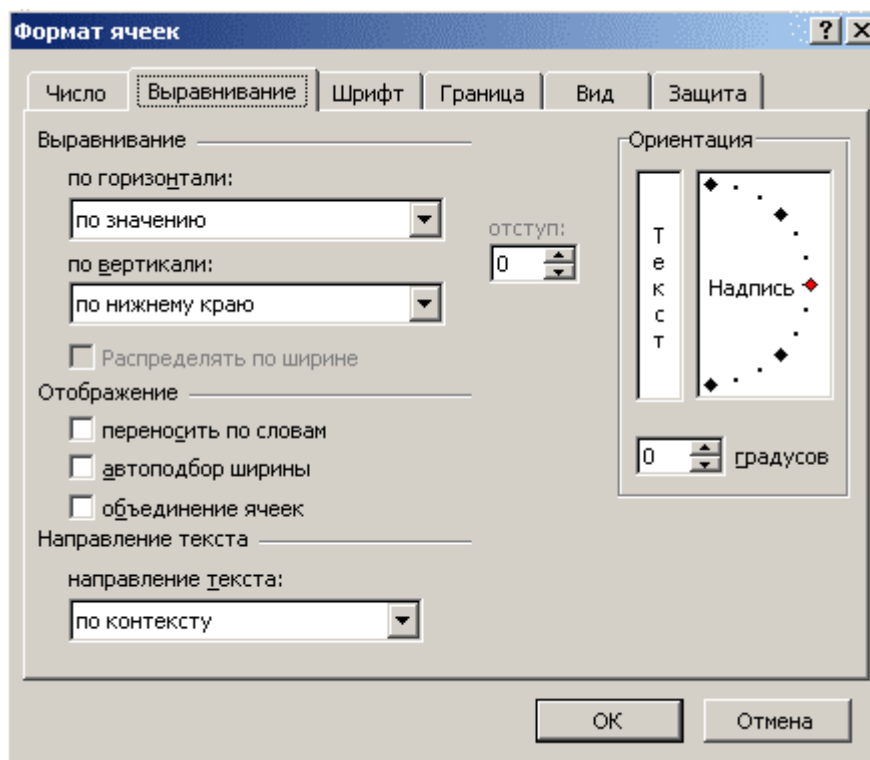 Формат ячеек
Число Выравнивание Шрифт Граница Вид Защита
Выравнивание
по горизонтали:
по значению
отступ:
0
по вертикали:
по нижнему краю
Распределять по ширине
Отображение
переносить по словам
автоподбор ширины
объединение ячеек
Направление текста
направление текста:
по контексту
Ориентация
Текст
Надпись
0 градусов
ОК Отмена